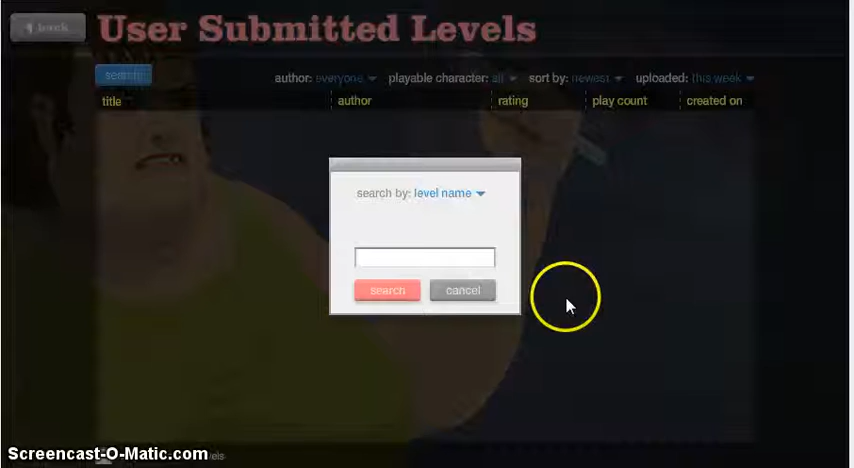 back
User Submitted Levels
search
author: everyone playable character: all sort by: newest uploaded: this week
title author rating play count created on
search by: level name
search cancel
Screencast-O-Matic.com